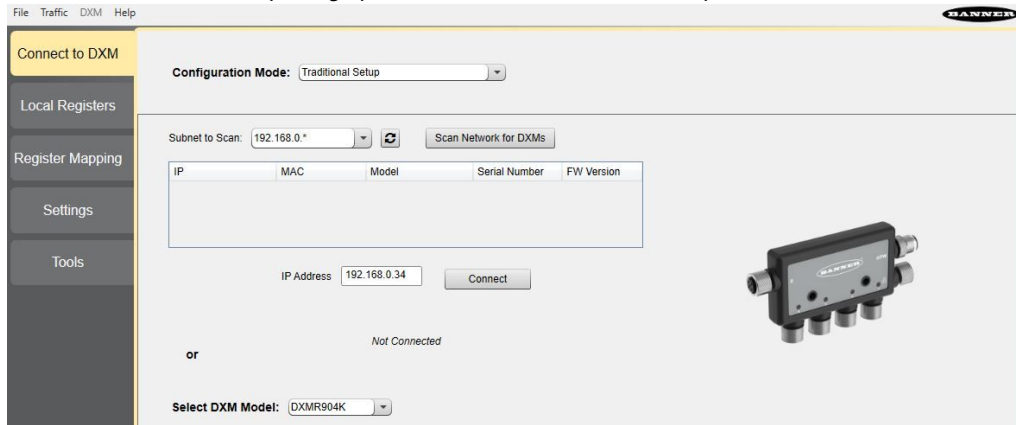 File Traffic DXM Help
BANNER
Connect to DXM
Configuration Mode: Traditional Setup
Local Registers
Subnet to Scan: 192.168.0.* Scan Network for DXMs
Register Mapping
IP MAC Model Serial Number FW Version
Settings
Tools
IP Address 192.168.0.34 Connect
BANNER
Not Connected
or
Select DXM Model: DXMR904K